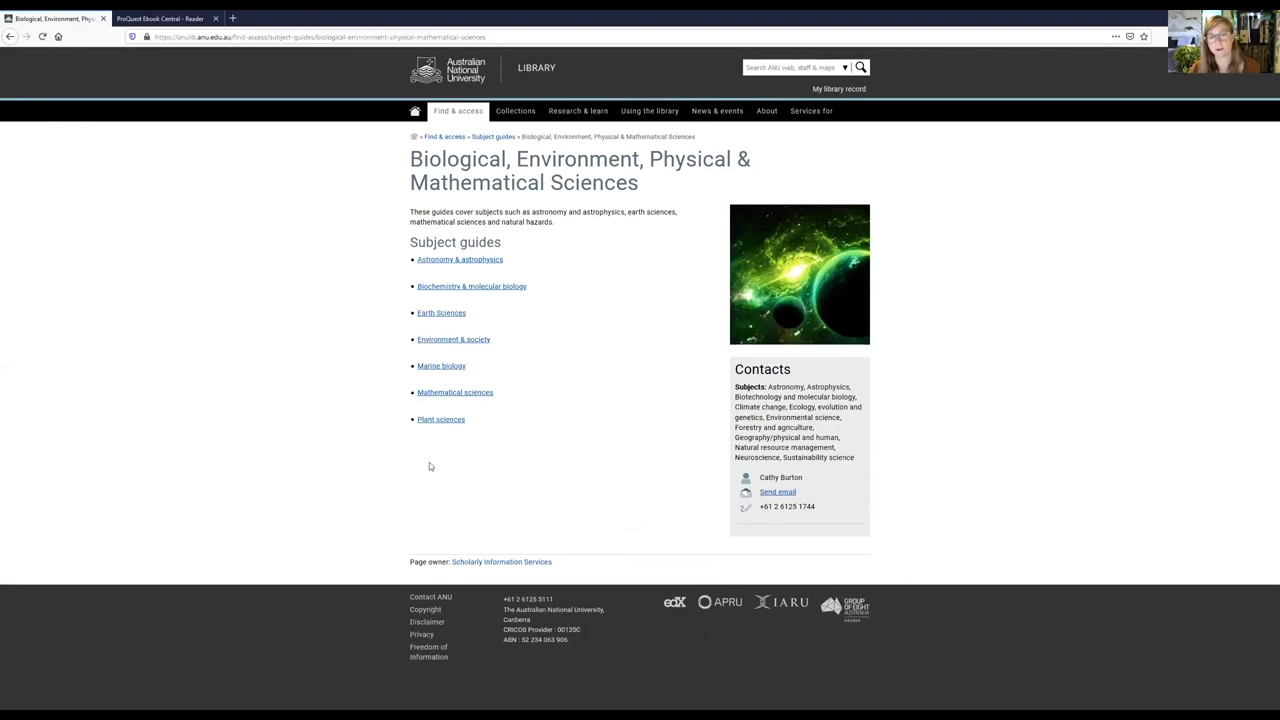 Biological, Environment, Phys
ProQuest Ebook Central - Reader
https://anulib.anu.edu.au/find-access/subject-guides/biological-environment-physical-mathematical-sciences
Australian
National
University
LIBRARY
Search ANU web, staff & maps
My library record
Find & access
Collections
Research & learn
Using the library
News & events
About
Services for
» Find & access » Subject guides » Biological, Environment, Physical & Mathematical Sciences
Biological, Environment, Physical &
Mathematical Sciences
These guides cover subjects such as astronomy and astrophysics, earth sciences,
mathematical sciences and natural hazards.
Subject guides
Astronomy & astrophysics
Biochemistry & molecular biology
Earth Sciences
Environment & society
Marine biology
Mathematical sciences
Plant sciences
Contacts
Subjects: Astronomy, Astrophysics,
Biotechnology and molecular biology,
Climate change, Ecology, evolution and
genetics, Environmental science,
Forestry and agriculture,
Geography/physical and human,
Natural resource management,
Neuroscience, Sustainability science
Cathy Burton
Send email
+61 2 6125 1744
Page owner: Scholarly Information Services
Contact ANU
Copyright
Disclaimer
Privacy
Freedom of
Information
+61 2 6125 5111
The Australian National University,
Canberra
CRICOS Provider : 00120C
ABN : 52 234 063 906
edX
APRU
IARU
GROUP
OF EIGHT
AUSTRALIA